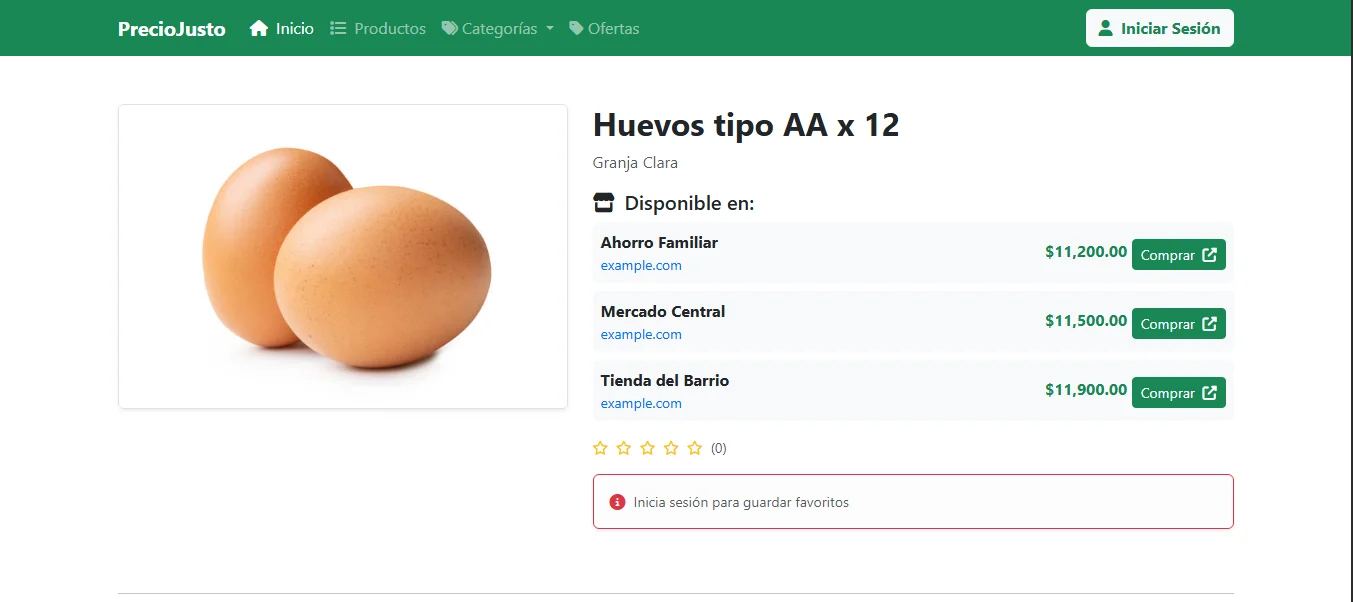 PrecioJusto Inicio Productos Categorías Ofertas Iniciar Sesión
Huevos tipo AA x 12
Granja Clara
Disponible en:
Ahorro Familiar
example.com
$11,200.00 Comprar
Mercado Central
example.com
$11,500.00 Comprar
Tienda del Barrio
example.com
$11,900.00 Comprar
(0)
Inicia sesión para guardar favoritos